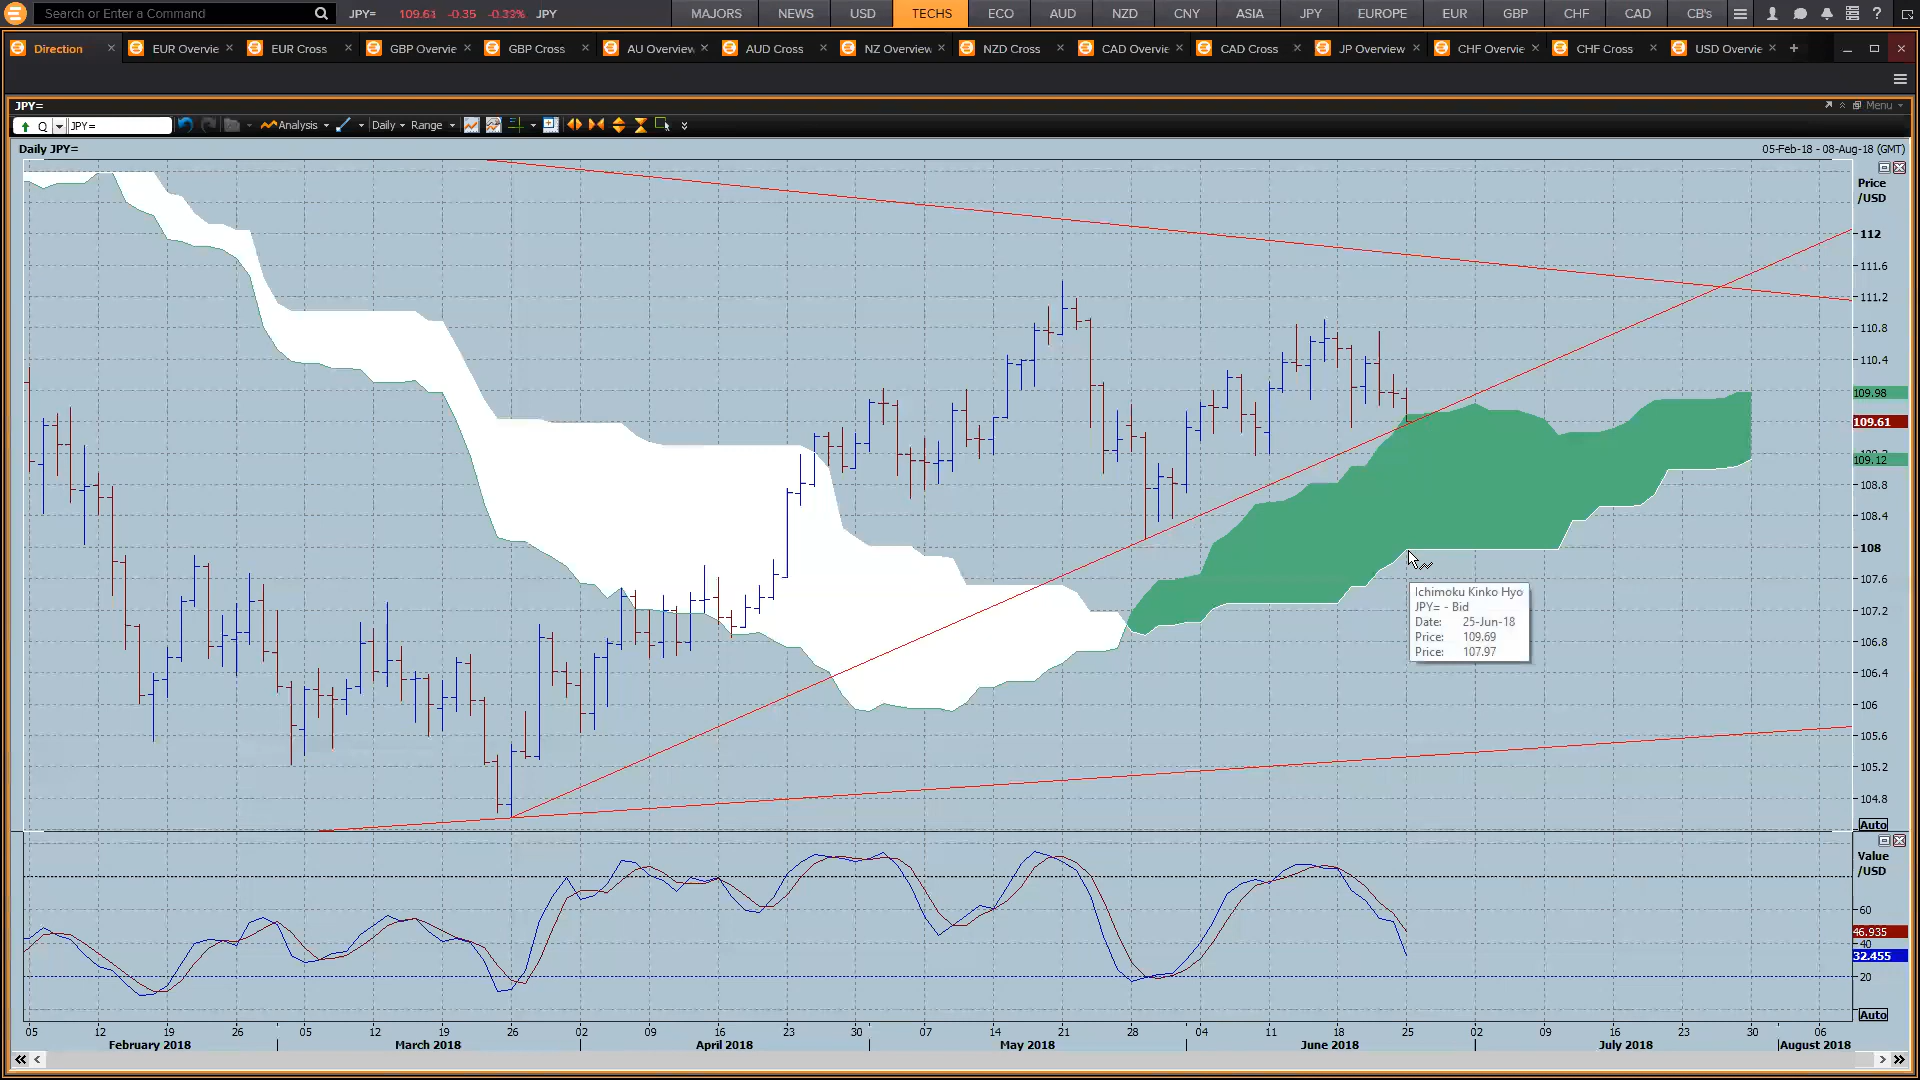 Search or Enter a Command JPY= 109.61 -0.35 -0.32% JPY MAJORS NEWS USD TECHS ECO AUD NZD CNY ASIA JPY EUROPE EUR GBP CHF CAD CB's ?
Direction EUR Overvie EUR Cross GBP Overvie GBP Cross AU Overview AUD Cross NZ Overview NZD Cross CAD Overvie CAD Cross JP Overview CHF Overvie CHF Cross USD Overvie
JPY= Menu
Q JPY= Analysis Daily Range
Daily JPY= 05-Feb-18 - 08-Aug-18 (GMT)
Price
/USD
112
111.6
111.2
110.8
110.4
109.98
109.61
109.12
108.8
108.4
108
107.6
107.2
106.8
106.4
106
105.6
105.2
104.8
Auto
Ichimoku Kinko Hyo
JPY= - Bid
Date: 25-Jun-18
Price: 109.69
Price: 107.97
Value
/USD
60
46.935
40
32.455
20
Auto
05 12 19 26 05 12 19 26 02 09 16 23 30 07 14 21 28 04 11 18 25 02 09 16 23 30 06
February 2018 March 2018 April 2018 May 2018 June 2018 July 2018 August 2018